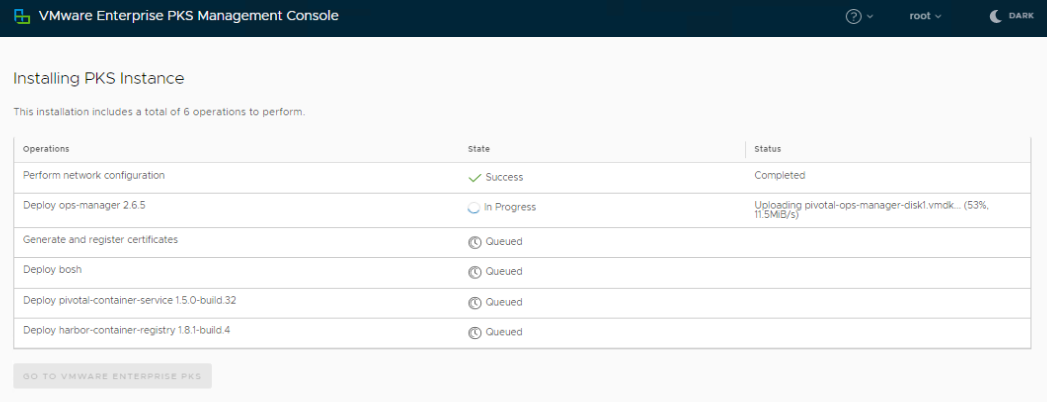 VMware Enterprise PKS Management Console
? root DARK
Installing PKS Instance
This installation includes a total of 6 operations to perform.
Operations State Status
Perform network configuration Success Completed
Deploy ops-manager 2.6.5 In Progress Uploading pivotal-ops-manager-disk1.vmdk... (53%,
11.5MiB/s)
Generate and register certificates Queued
Deploy bosh Queued
Deploy pivotal-container-service 1.5.0-build.32 Queued
Deploy harbor-container-registry 1.8.1-build.4 Queued
GO TO VMWARE ENTERPRISE PKS